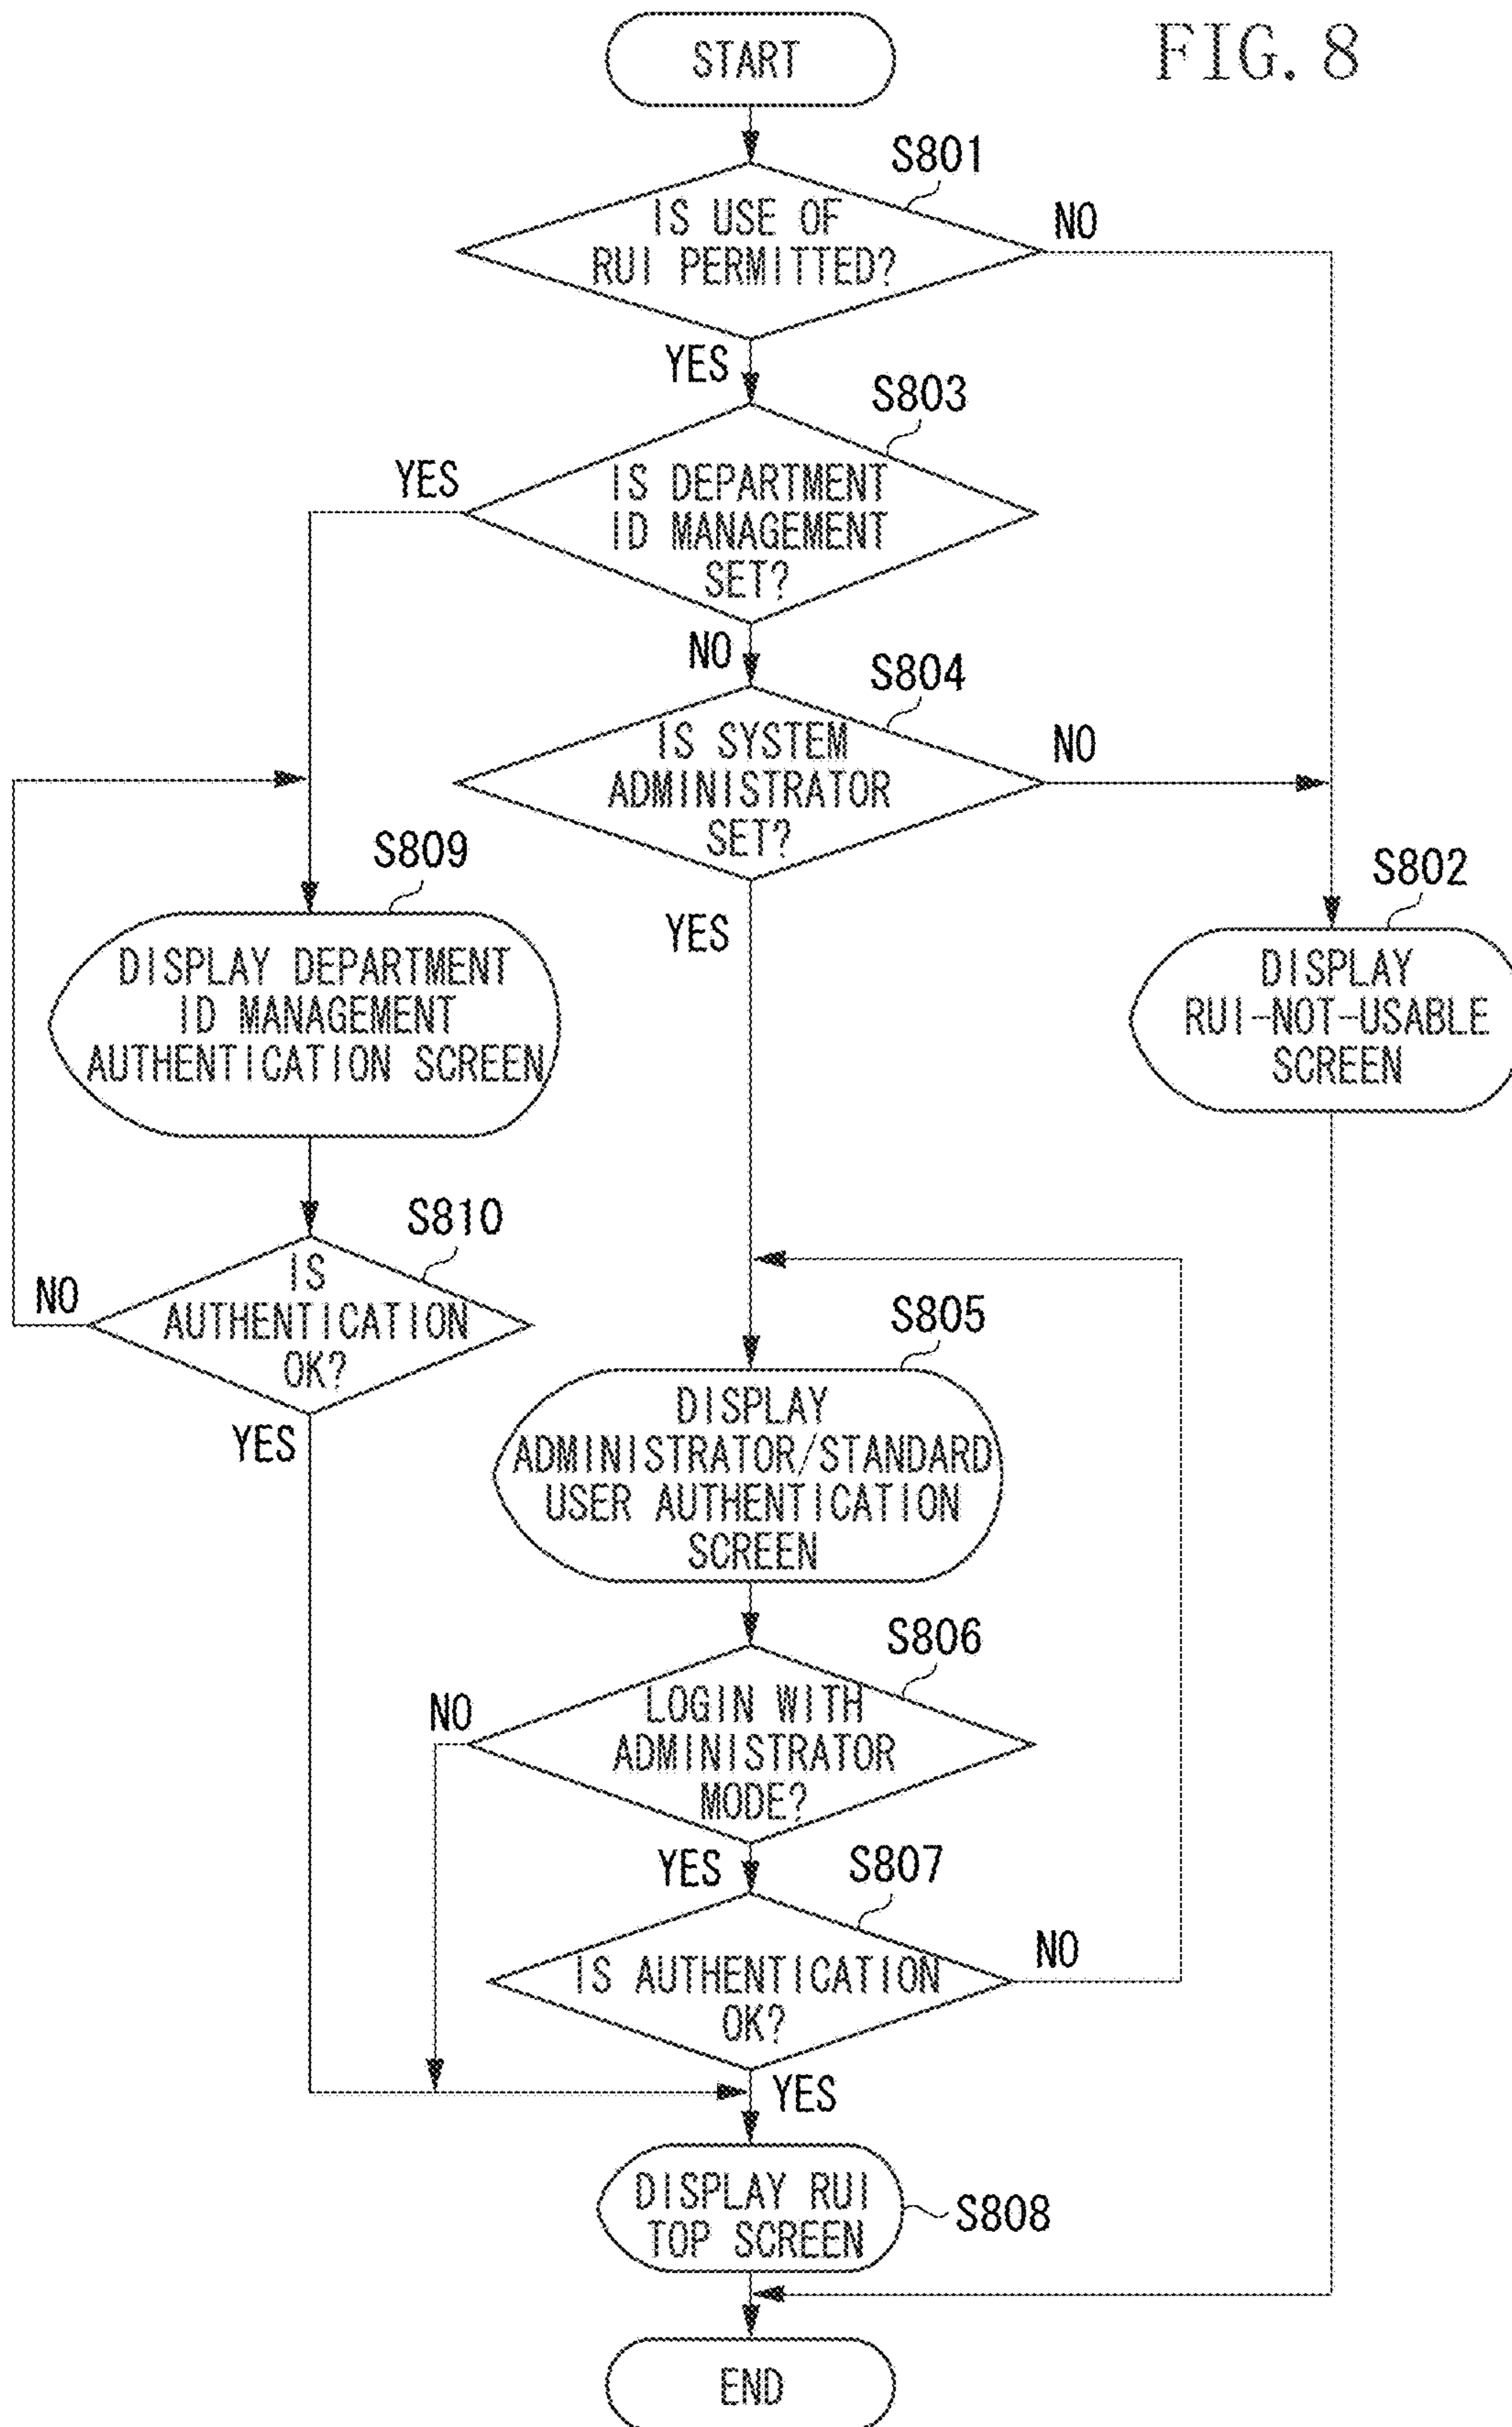 FIG. 8
START
S801
IS USE OF
RUI PERMITTED?
NO
YES
S803
IS DEPARTMENT
ID MANAGEMENT
SET?
YES
NO
S804
IS SYSTEM
ADMINISTRATOR
SET?
NO
YES
S809
DISPLAY DEPARTMENT
ID MANAGEMENT
AUTHENTICATION SCREEN
S802
DISPLAY
RUI-NOT-USABLE
SCREEN
S810
IS
AUTHENTICATION
OK?
NO
YES
S805
DISPLAY
ADMINISTRATOR/STANDARD
USER AUTHENTICATION
SCREEN
S806
LOGIN WITH
ADMINISTRATOR
MODE?
NO
YES
S807
IS AUTHENTICATION
OK?
NO
YES
DISPLAY RUI
TOP SCREEN
S808
END